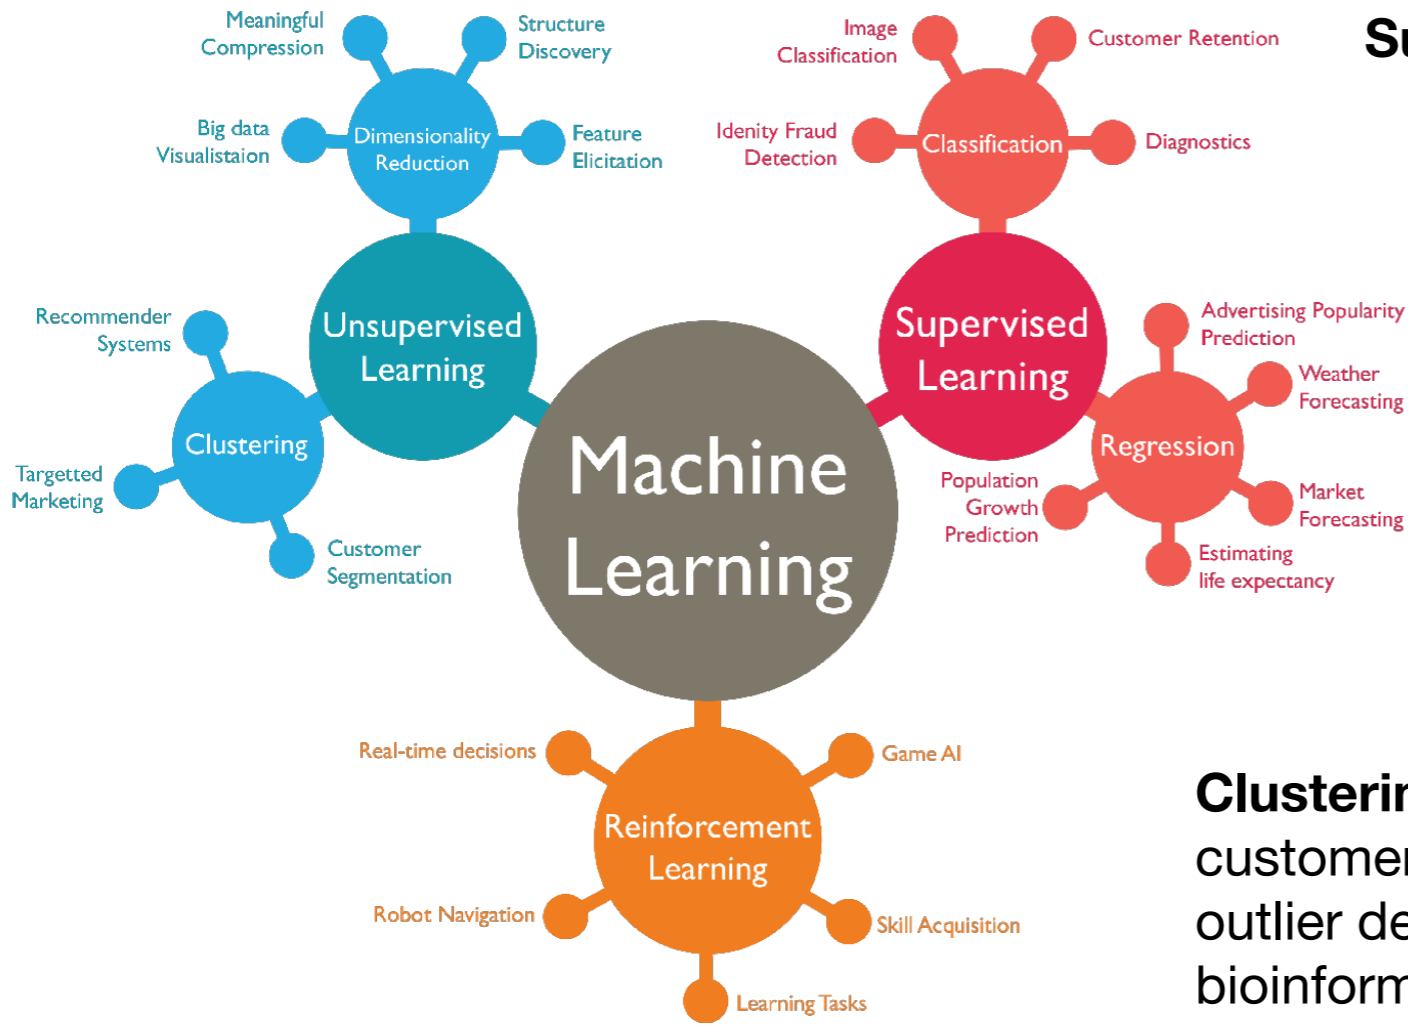 Meaningful
Compression
Structure
Discovery
Big data
Visualistaion
Dimensionality
Reduction
Feature
Elicitation
Image
Classification
Customer Retention
Idenity Fraud
Detection
Classification
Diagnostics
Unsupervised
Learning
Recommender
Systems
Clustering
Targetted
Marketing
Customer
Segmentation
Supervised
Learning
Advertising Popularity
Prediction
Weather
Forecasting
Regression
Population
Growth
Prediction
Market
Forecasting
Estimating
life expectancy
Machine
Learning
Real-time decisions
Game AI
Reinforcement
Learning
Robot Navigation
Skill Acquisition
Learning Tasks
outlier